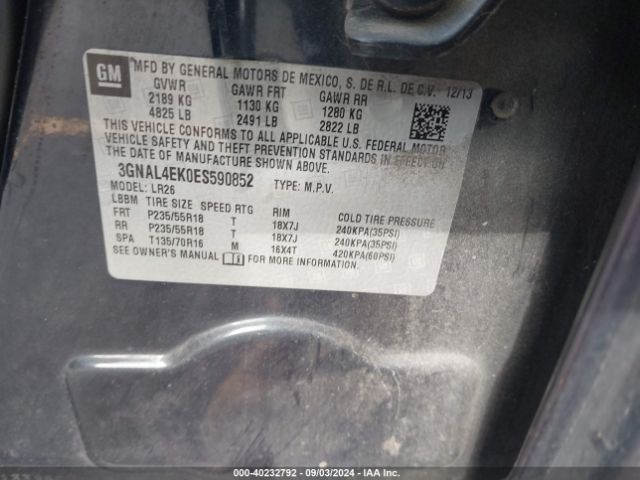 GM
MFD BY GENERAL MOTORS DE MEXICO, S. DE R.L. DE C.V. 12/13
GVWR GAWR FRT GAWR RR
2189 KG 1130 KG 1280 KG
4825 LB 2491 LB 2822 LB
THIS VEHICLE CONFORMS TO ALL APPLICABLE U.S. FEDERAL MOTOR
VEHICLE SAFETY AND THEFT PREVENTION STANDARDS IN EFFECT ON
THE DATE OF MANUFACTURE SHOWN ABOVE.
3GNAL4EK0ES590852 TYPE: M.P.V.
MODEL: LR26
LBBM TIRE SIZE SPEED RTG RIM COLD TIRE PRESSURE
FRT P235/55R18 T 18X7J 240KPA(35PSI)
RR P235/55R18 T 18X7J 240KPA(35PSI)
SPA T135/70R16 M 16X4T 420KPA(60PSI)
SEE OWNER'S MANUAL FOR MORE INFORMATION.
000-40232792 - 09/03/2024 - IAA Inc.